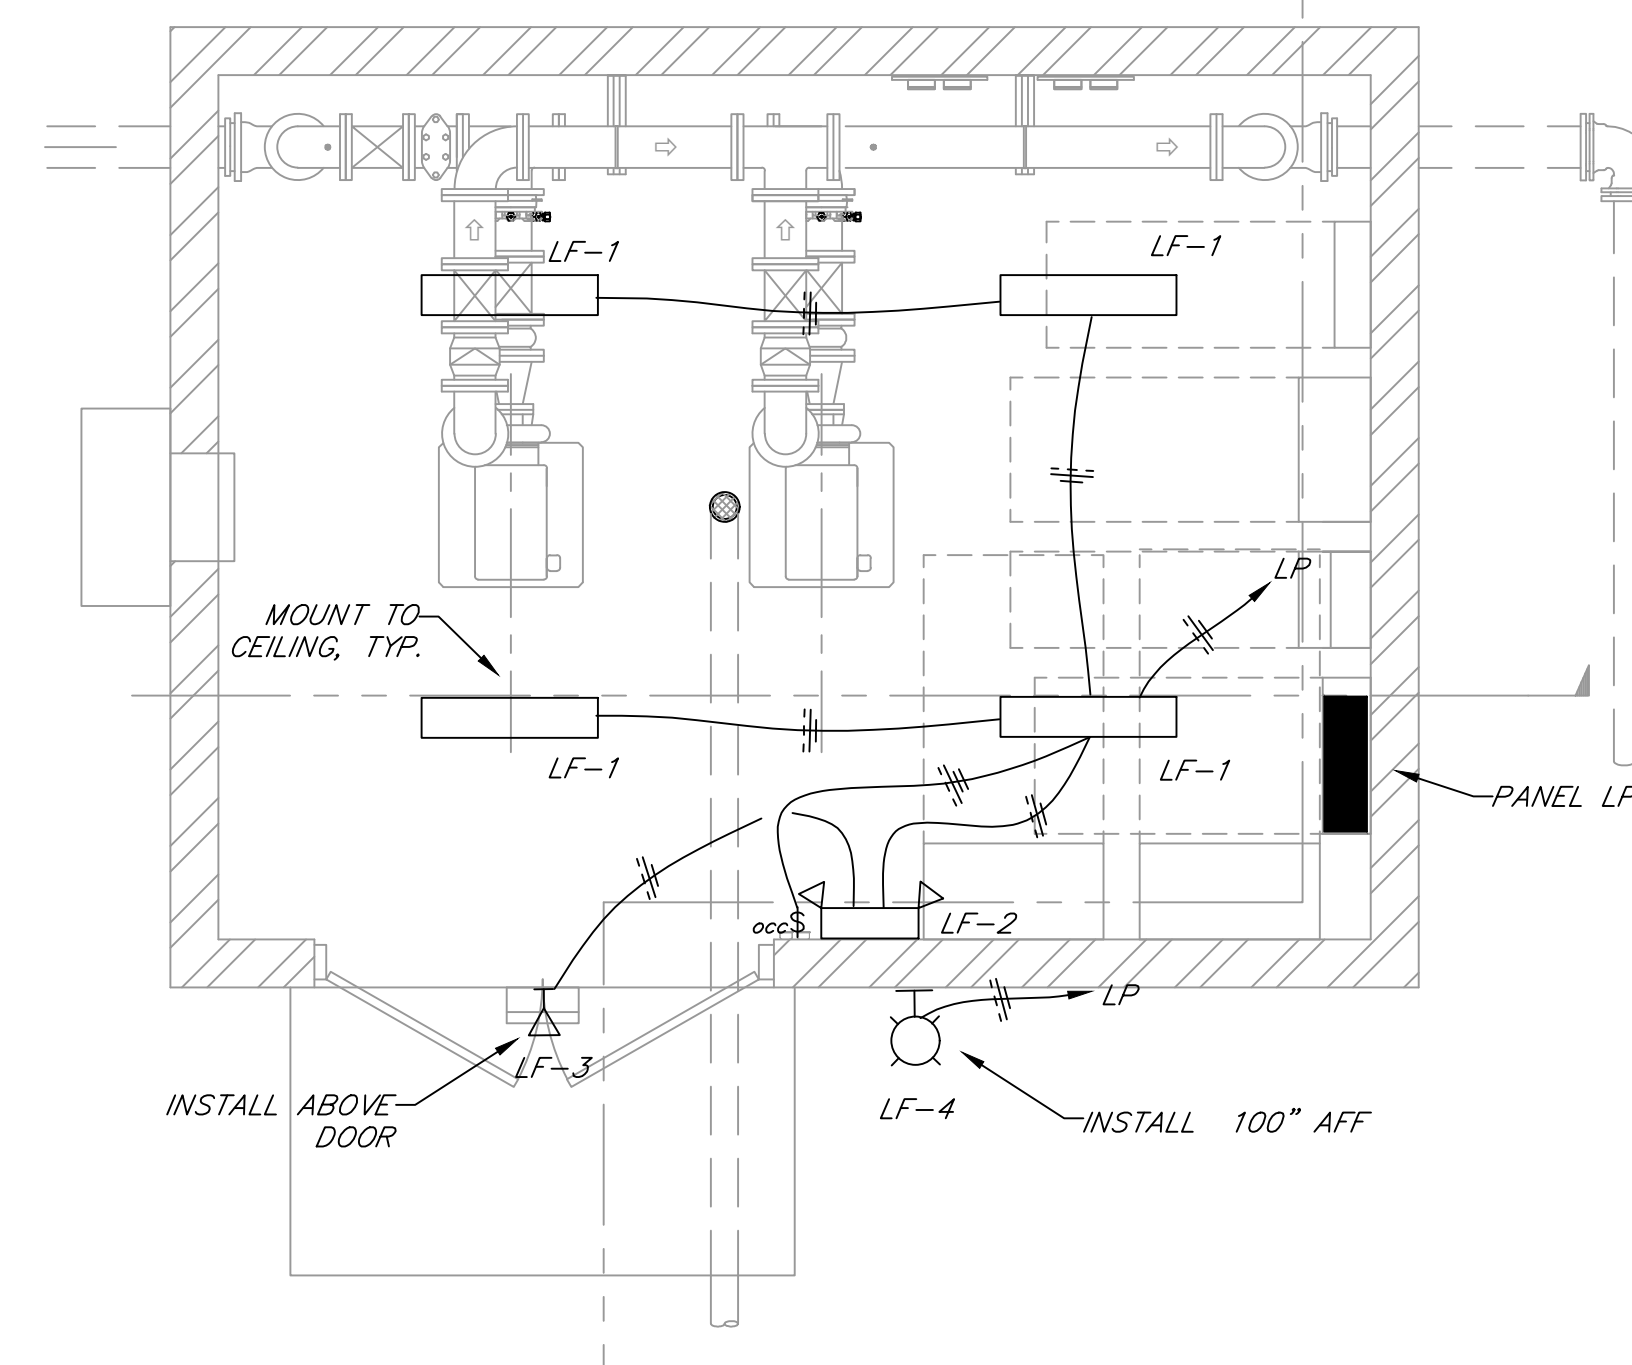 LF-1
LF-1
LP
MOUNT TO
CEILING, TYP.
LF-1
LF-1
PANEL LP
occ$
LF-2
LP
LF-3
INSTALL ABOVE
DOOR
LF-4
INSTALL 100" AFF